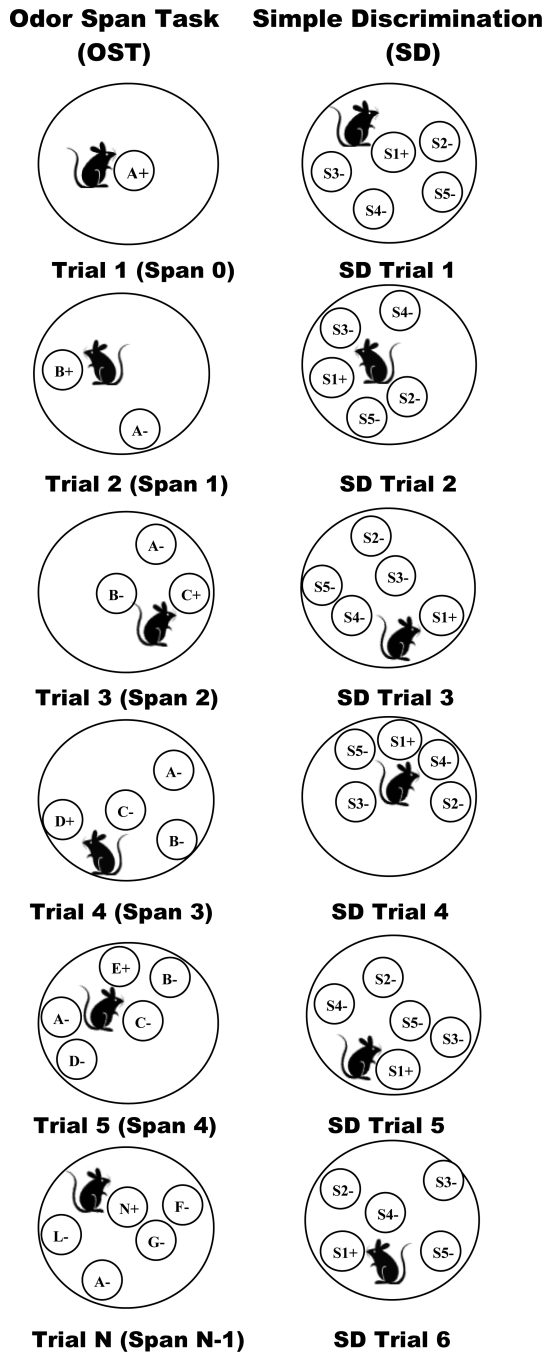 Odor Span Task
(OST)
Simple Discrimination
(SD)
A+
Trial 1 (Span 0)
S1+
S2-
S3-
S4-
S5-
SD Trial 1
B+
A-
Trial 2 (Span 1)
S4-
S3-
S1+
S2-
S5-
SD Trial 2
A-
B-
C+
Trial 3 (Span 2)
S2-
S5-
S3-
S4-
S1+
SD Trial 3
A-
D+
C-
B-
Trial 4 (Span 3)
S5-
S1+
S4-
S3-
S2-
SD Trial 4
E+
B-
A-
C-
D-
Trial 5 (Span 4)
S2-
S4-
S5-
S3-
S1+
SD Trial 5
N+
F-
L-
G-
A-
Trial N (Span N-1)
S2-
S3-
S4-
S1+
S5-
SD Trial 6